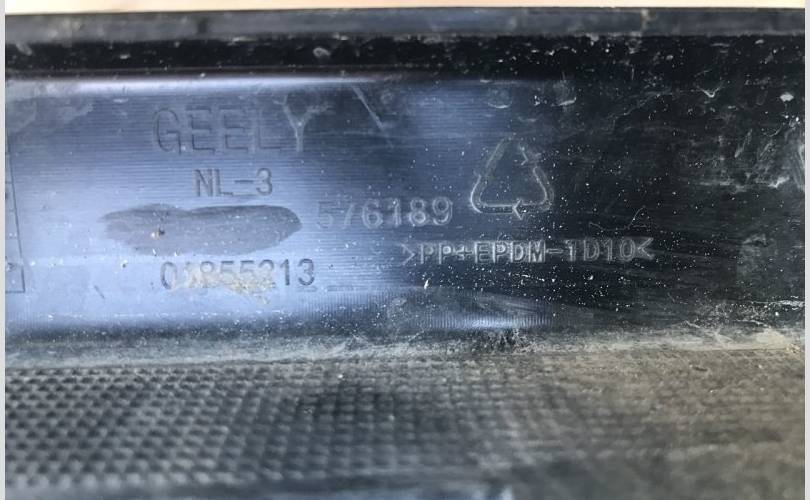 GEELY
NL-3
576189
>PP+EPDM-TD10<
01855213